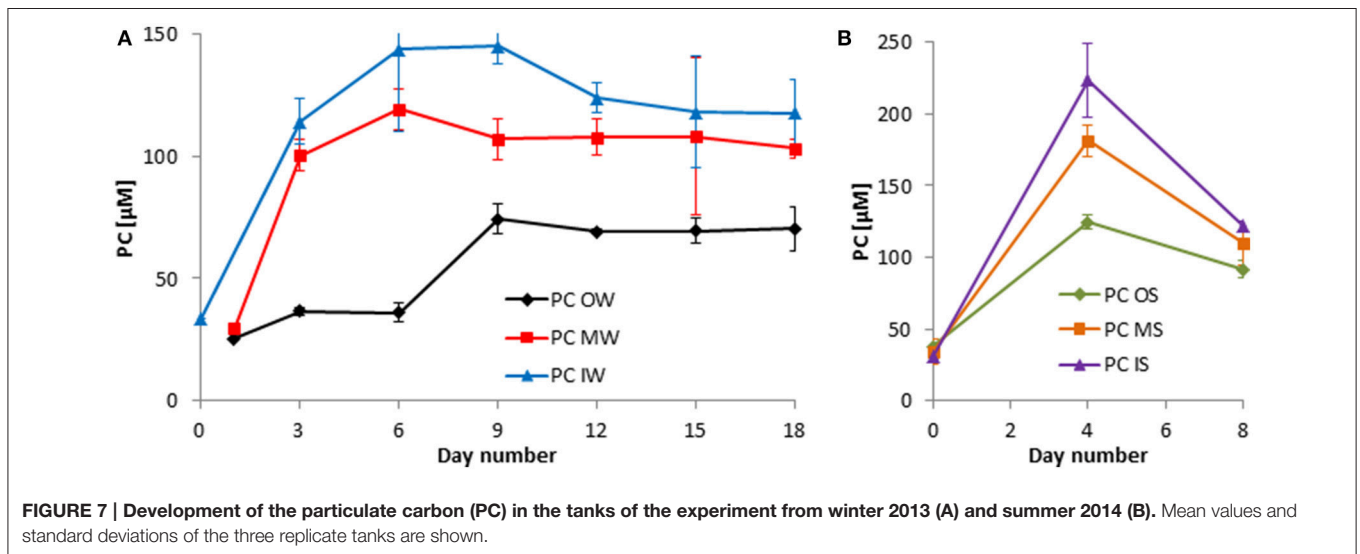 A
150
100
50
0
PC [µM]
PC OW
PC MW
PC IW
0 3 6 9 12 15 18
Day number
B
250
200
150
100
50
0
PC [µM]
PC OS
PC MS
PC IS
0 2 4 6 8
Day number
FIGURE 7 | Development of the particulate carbon (PC) in the tanks of the experiment from winter 2013 (A) and summer 2014 (B). Mean values and
standard deviations of the three replicate tanks are shown.